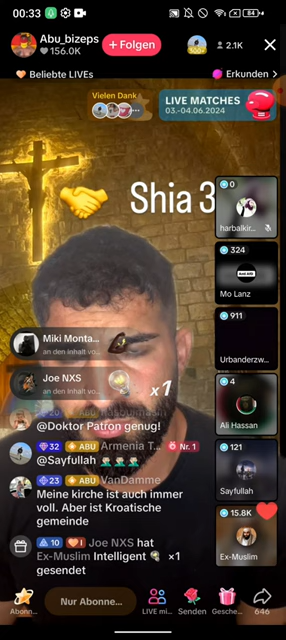 00:33
84
Abu_bizeps
156.0K
+ Folgen
2.1K
Beliebte LIVEs
Erkunden >
Vielen Dank
LIVE MATCHES
03.-04.06.2024
Shia 3
0
harbalkir...
324
Mo Lanz
911
Urbanderzw...
4
Ali Hassan
121
Sayfullah
15.8K
Ex-Muslim
Miki Monta...
an den Inhalt vo...
Joe NXS
an den Inhalt vo...
x1
@Doktor Patron genug!
32 ABU Armenia T... Nr. 1
@Sayfullah 🤦🏻‍♂️🤦🏻‍♂️🤦🏻‍♂️
23 ABU VanDamme
Meine kirche ist auch immer
voll. Aber ist Kroatische
gemeinde
10 I Joe NXS hat
Ex-Muslim Intelligent ×1
gesendet
Abonn...
Nur Abonne...
LIVE mi...
Senden
Gesche...
646